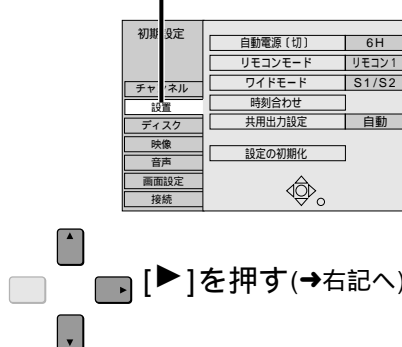 初期設定
チャンネル
設置
ディスク
映像
音声
画面設定
接続
自動電源〔切〕 6H
リモコンモード リモコン1
ワイドモード S1/S2
時刻合わせ
共用出力設定 自動
設定の初期化
[▶]を押す(➜右記へ)